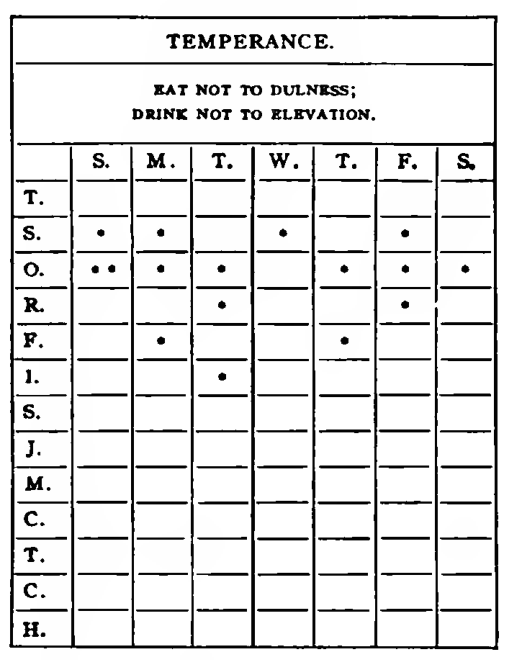 TEMPERANCE.
EAT NOT TO DULNESS;
DRINK NOT TO ELEVATION.
S. M. T. W. T. F. S.
T.
S. • • • •
O. •• • • • • •
R. • •
F. • •
I. •
S.
J.
M.
C.
T.
C.
H.